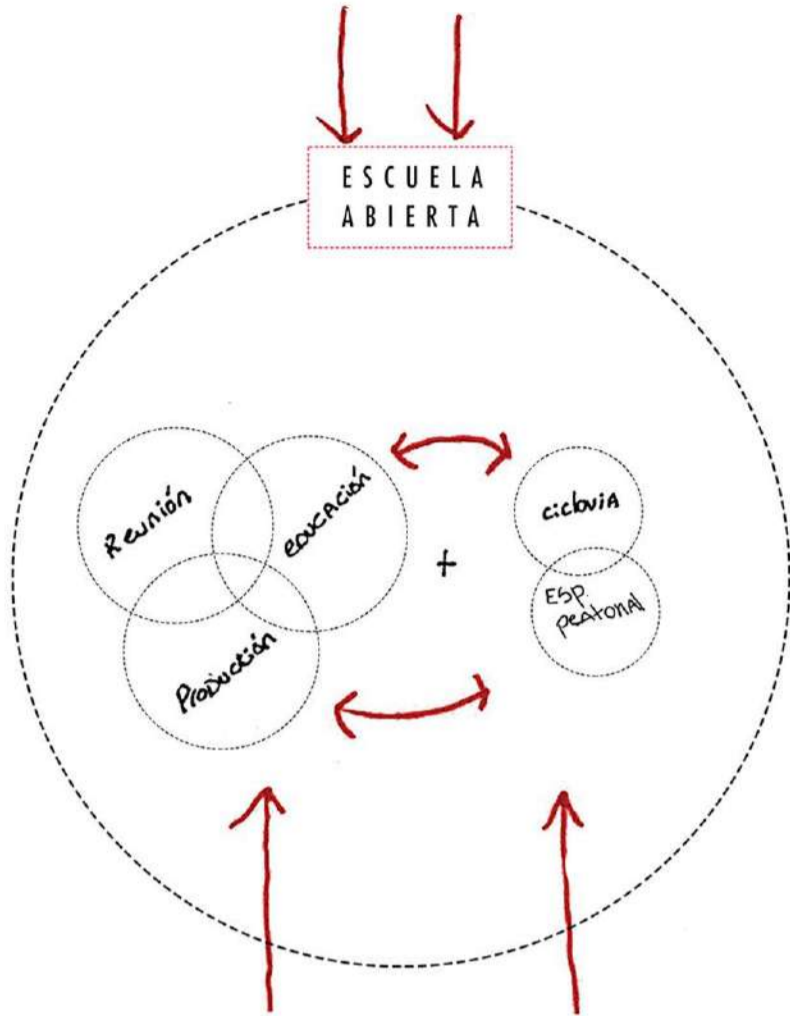 ESCUELA
ABIERTA
Reunión
EDUCACIÓN
Producción
+
ciclovia
ESP.
peatonal